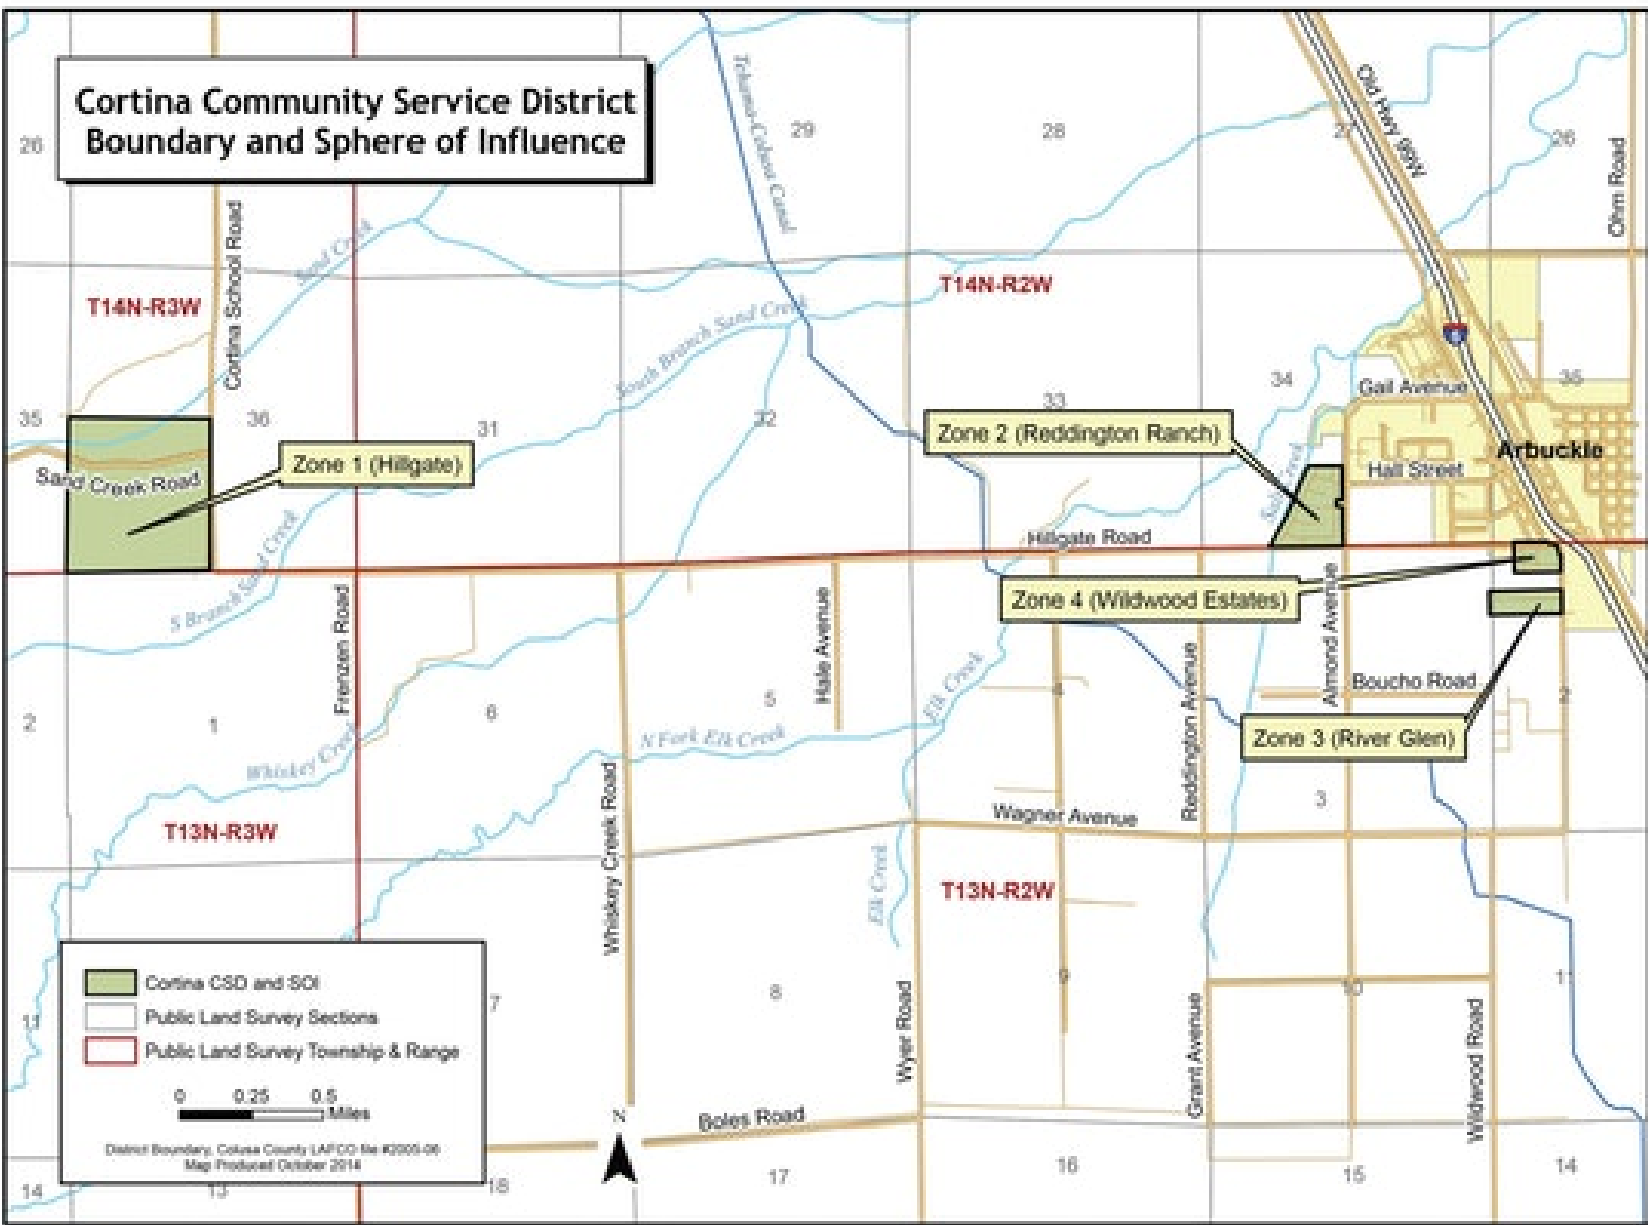 Cortina Community Service District
Boundary and Sphere of Influence
26
29
28
27
26
Tehama-Colusa Canal
Old Hwy 99W
Ohm Road
Cortina School Road
Sand Creek
T14N-R3W
T14N-R2W
South Branch Sand Creek
35
36
31
32
33
34
35
5
Gail Avenue
Zone 2 (Reddington Ranch)
Arbuckle
Hall Street
Zone 1 (Hillgate)
Sand Creek Road
S Branch Sand Creek
Hillgate Road
Zone 4 (Wildwood Estates)
Frenzen Road
Hale Avenue
Almond Avenue
Reddington Avenue
Boucho Road
Elk Creek
2
1
6
5
2
Zone 3 (River Glen)
N Fork Elk Creek
Whiskey Creek
Whiskey Creek Road
3
Wagner Avenue
T13N-R3W
T13N-R2W
Elk Creek
11
7
8
9
10
11
Cortina CSD and SOI
Public Land Survey Sections
Public Land Survey Township & Range
0 0.25 0.5
Miles
District Boundary, Colusa County LAFCO file #2005-06
Map Produced October 2014
Wyer Road
Grant Avenue
Wildwood Road
N
Boles Road
14
13
18
17
16
15
14